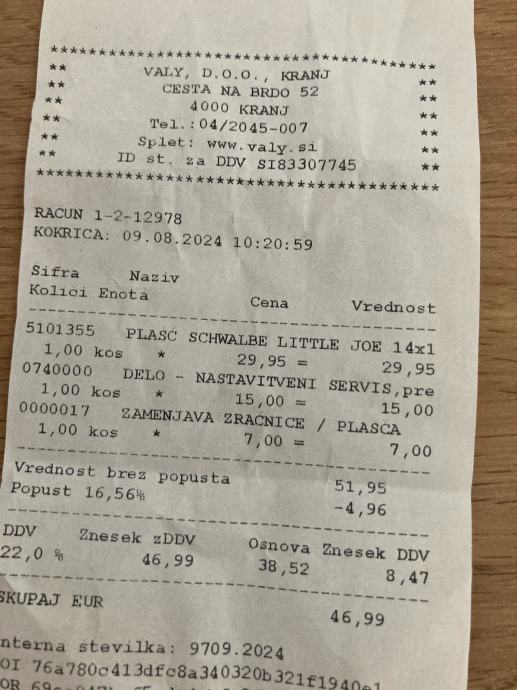 ****************************************
** VALY, D.O.O., KRANJ **
** CESTA NA BRDO 52 **
** 4000 KRANJ **
** Tel.:04/2045-007 **
** Splet: www.valy.si **
** ID st. za DDV SI83307745 **
****************************************
RACUN 1-2-12978
KOKRICA: 09.08.2024 10:20:59
Sifra Naziv
Kolici Enota Cena Vrednost
----------------------------------------
5101355 PLASC SCHWALBE LITTLE JOE 14x1
1,00 kos * 29,95 = 29,95
0740000 DELO - NASTAVITVENI SERVIS,pre
1,00 kos * 15,00 = 15,00
0000017 ZAMENJAVA ZRACNICE / PLASCA
1,00 kos * 7,00 = 7,00
----------------------------------------
Vrednost brez popusta 51,95
Popust 16,56% -4,96
----------------------------------------
DDV Znesek zDDV Osnova Znesek DDV
22,0 % 46,99 38,52 8,47
----------------------------------------
SKUPAJ EUR 46,99
nterna stevilka: 9709.2024
OI 76a780c413dfc8a340320b321f1940e1